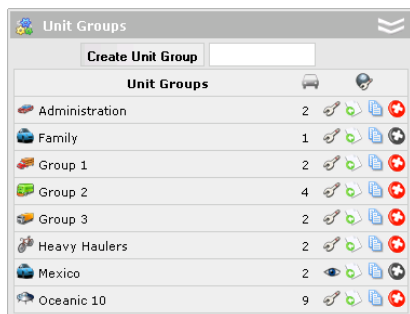 Unit Groups
Create Unit Group
Unit Groups
Administration 2
Family 1
Group 1 2
Group 2 4
Group 3 2
Heavy Haulers 2
Mexico 2
Oceanic 10 9